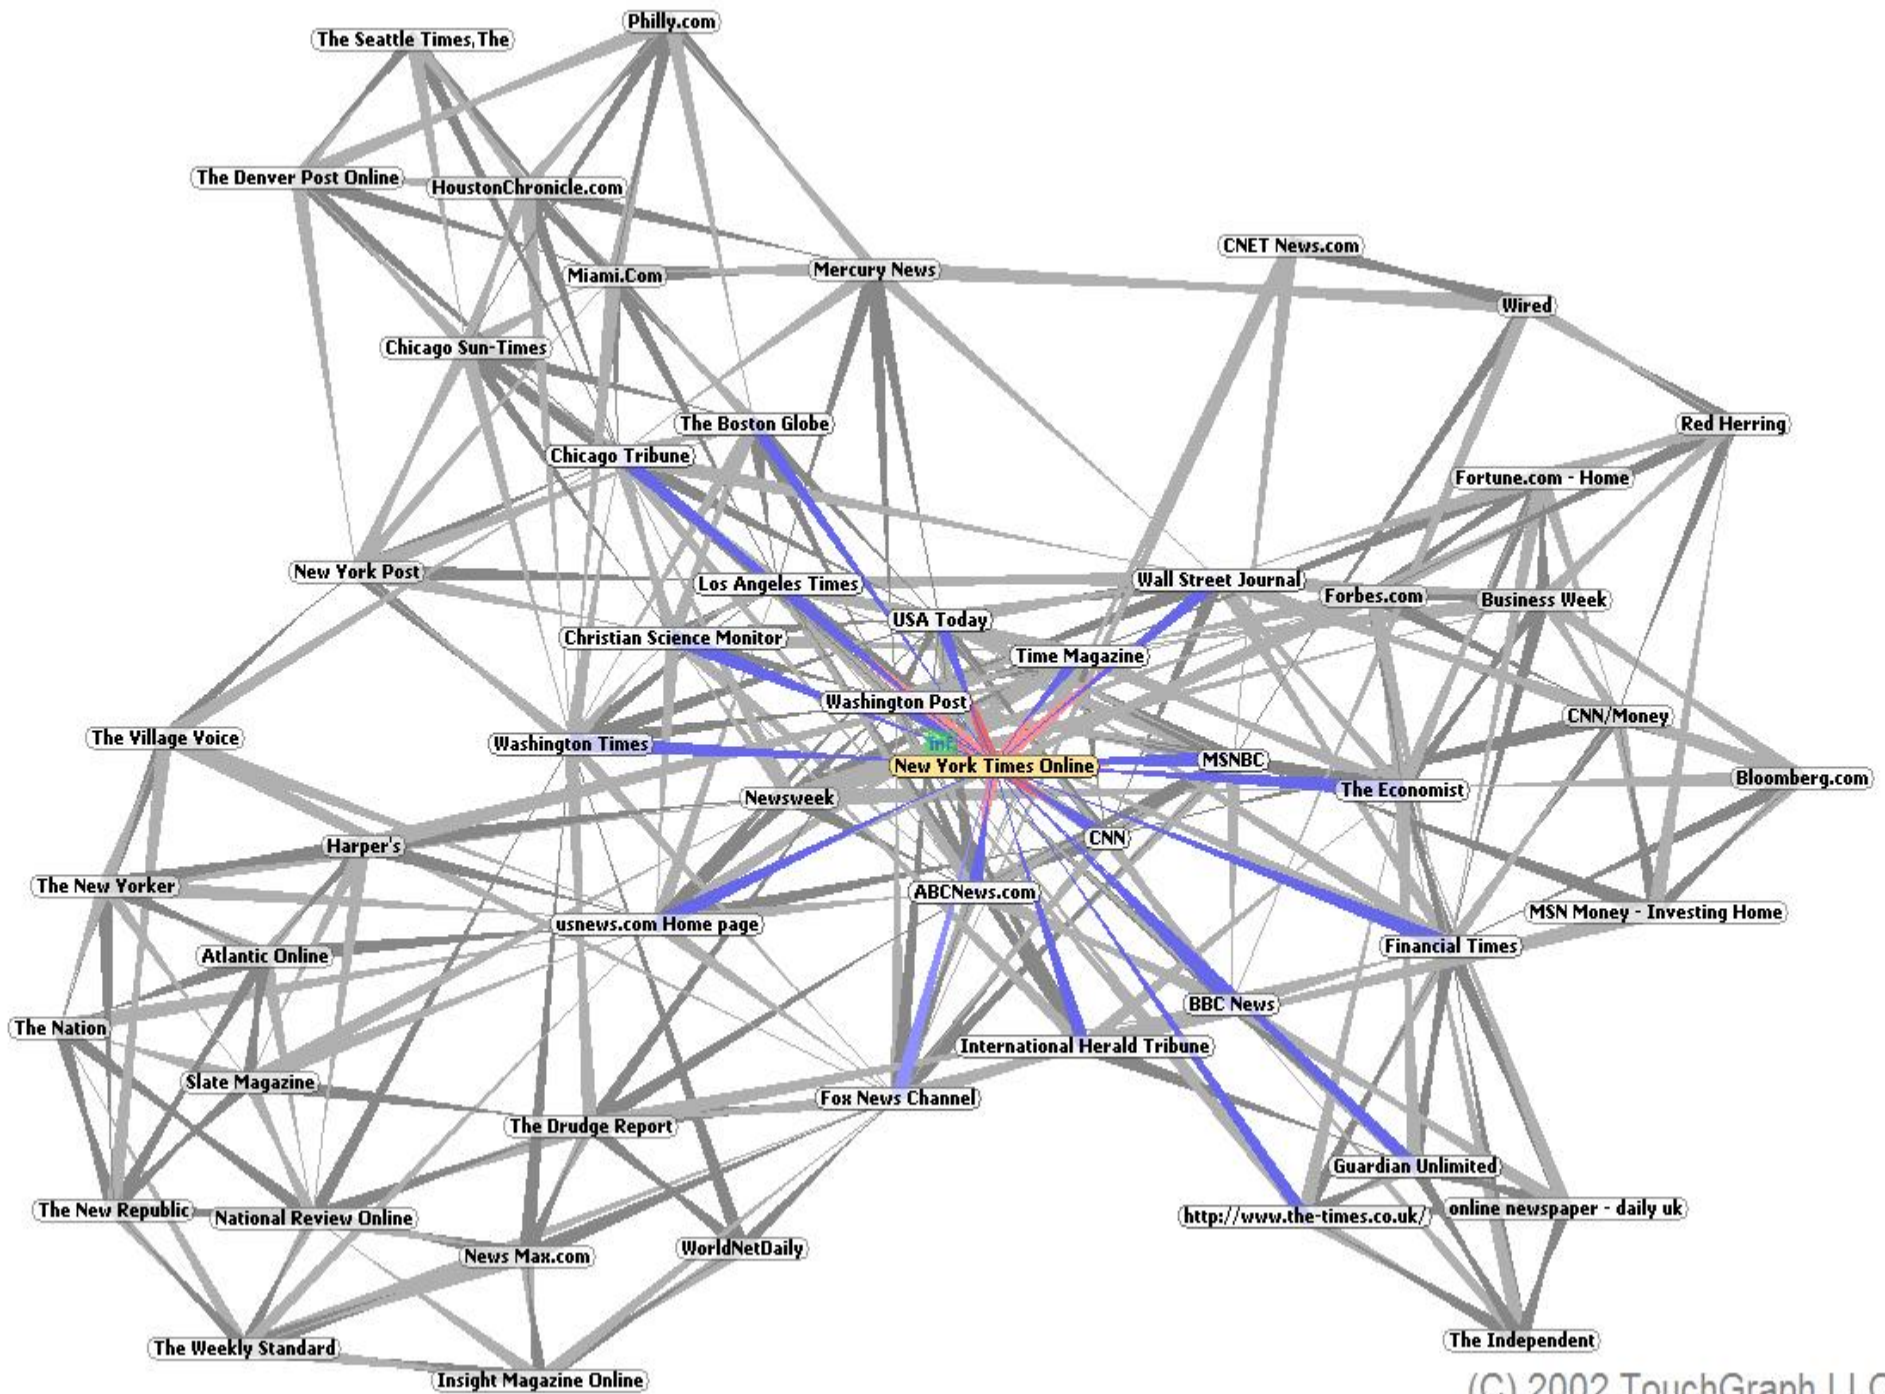 Philly.com
The Seattle Times, The
The Denver Post Online
HoustonChronicle.com
CNET News.com
Miami.Com
Mercury News
Wired
Chicago Sun-Times
The Boston Globe
Red Herring
Chicago Tribune
Fortune.com - Home
New York Post
Los Angeles Times
Wall Street Journal
Forbes.com
Business Week
USA Today
Christian Science Monitor
Time Magazine
Washington Post
CNN/Money
The Village Voice
Washington Times
inf
New York Times Online
MSNBC
Bloomberg.com
The Economist
Newsweek
CNN
Harper's
The New Yorker
ABCNews.com
MSN Money - Investing Home
usnews.com Home page
Financial Times
Atlantic Online
BBC News
The Nation
International Herald Tribune
Slate Magazine
Fox News Channel
The Drudge Report
Guardian Unlimited
The New Republic
National Review Online
http://www.the-times.co.uk/
online newspaper - daily uk
News Max.com
WorldNetDaily
The Weekly Standard
The Independent
Insight Magazine Online
(C) 2002 TouchGraph LLC